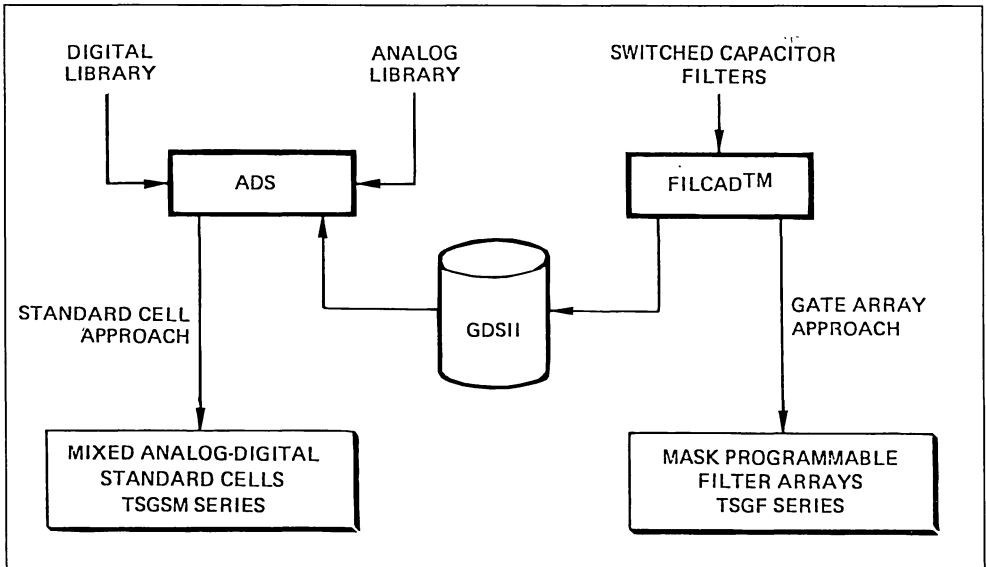 DIGITAL
LIBRARY
ANALOG
LIBRARY
SWITCHED CAPACITOR
FILTERS
ADS
FILCADTM
STANDARD CELL
APPROACH
GDSII
GATE ARRAY
APPROACH
MIXED ANALOG-DIGITAL
STANDARD CELLS
TSGSM SERIES
MASK PROGRAMMABLE
FILTER ARRAYS
TSGF SERIES